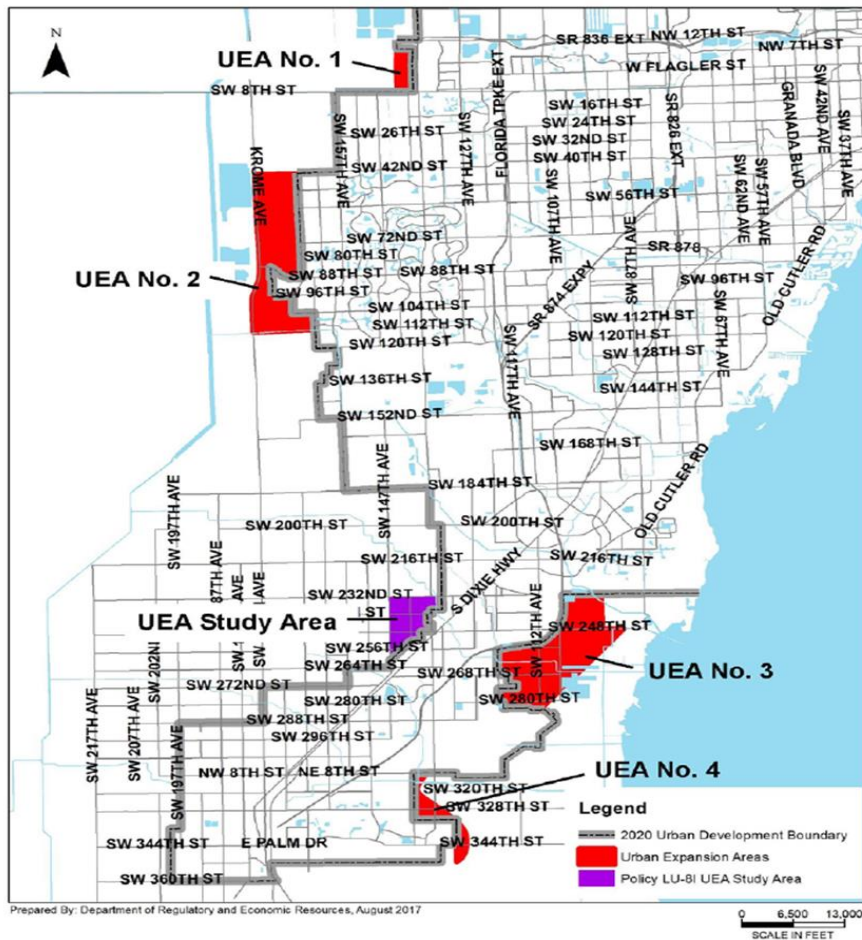 N
UEA No. 1
SR 836 EXT
NW 12TH ST
NW 7TH ST
W FLAGLER ST
SW 8TH ST
SW 157TH AVE
SW 26TH ST
SW 42ND ST
SW 127TH AVE
FLORIDA TPKE EXT
SW 16TH ST
SW 24TH ST
SW 32ND ST
SW 40TH ST
SR 826 EXT
GRANADA BLVD
SW 42ND AVE
SW 37TH AVE
KROME AVE
SW 107TH AVE
SW 56TH ST
SW 62ND AVE
SW 57TH AVE
SW 72ND ST
SW 80TH ST
SW 88TH ST
SW 88TH ST
SR 878
SW 87TH AVE
OLD CUTLER RD
UEA No. 2
SW 96TH ST
SW 96TH ST
SW 104TH ST
SW 112TH ST
SW 120TH ST
SR 874 EXPY
SW 112TH ST
SW 120TH ST
SW 128TH ST
SW 67TH AVE
SW 117TH AVE
SW 136TH ST
SW 144TH ST
SW 152ND ST
SW 168TH ST
SW 147TH AVE
SW 184TH ST
OLD CUTLER RD
SW 197TH AVE
SW 200TH ST
SW 200TH ST
SW 216TH ST
SW 216TH ST
S DIXIE HWY
87TH AVE
AVE
AVE
SW 232ND ST
ST
UEA Study Area
SW 112TH AVE
SW 248TH ST
SW 256TH ST
SW 264TH ST
SW 268TH ST
UEA No. 3
SW 272ND ST
SW 280TH ST
SW 280TH ST
SW 288TH ST
SW 296TH ST
SW 217TH AVE
SW 207TH AVE
SW 197TH AVE
NW 8TH ST
NE 8TH ST
UEA No. 4
SW 320TH ST
SW 328TH ST
SW 344TH ST
E PALM DR
SW 344TH ST
SW 360TH ST
Legend
2020 Urban Development Boundary
Urban Expansion Areas
Policy LU-8I UEA Study Area
Prepared By: Department of Regulatory and Economic Resources, August 2017
0 6,500 13,000
SCALE IN FEET